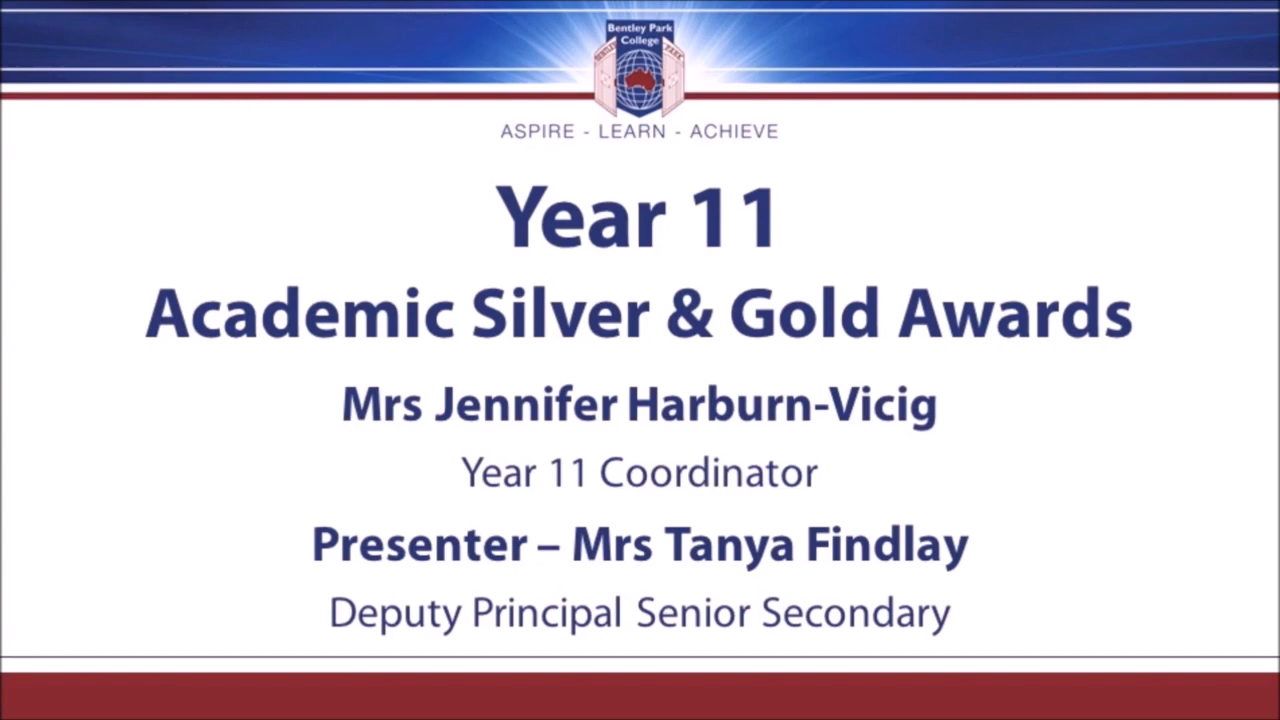 Bentley Park
College
ASPIRE - LEARN - ACHIEVE
Year 11
Academic Silver & Gold Awards
Mrs Jennifer Harburn-Vicig
Year 11 Coordinator
Presenter – Mrs Tanya Findlay
Deputy Principal Senior Secondary